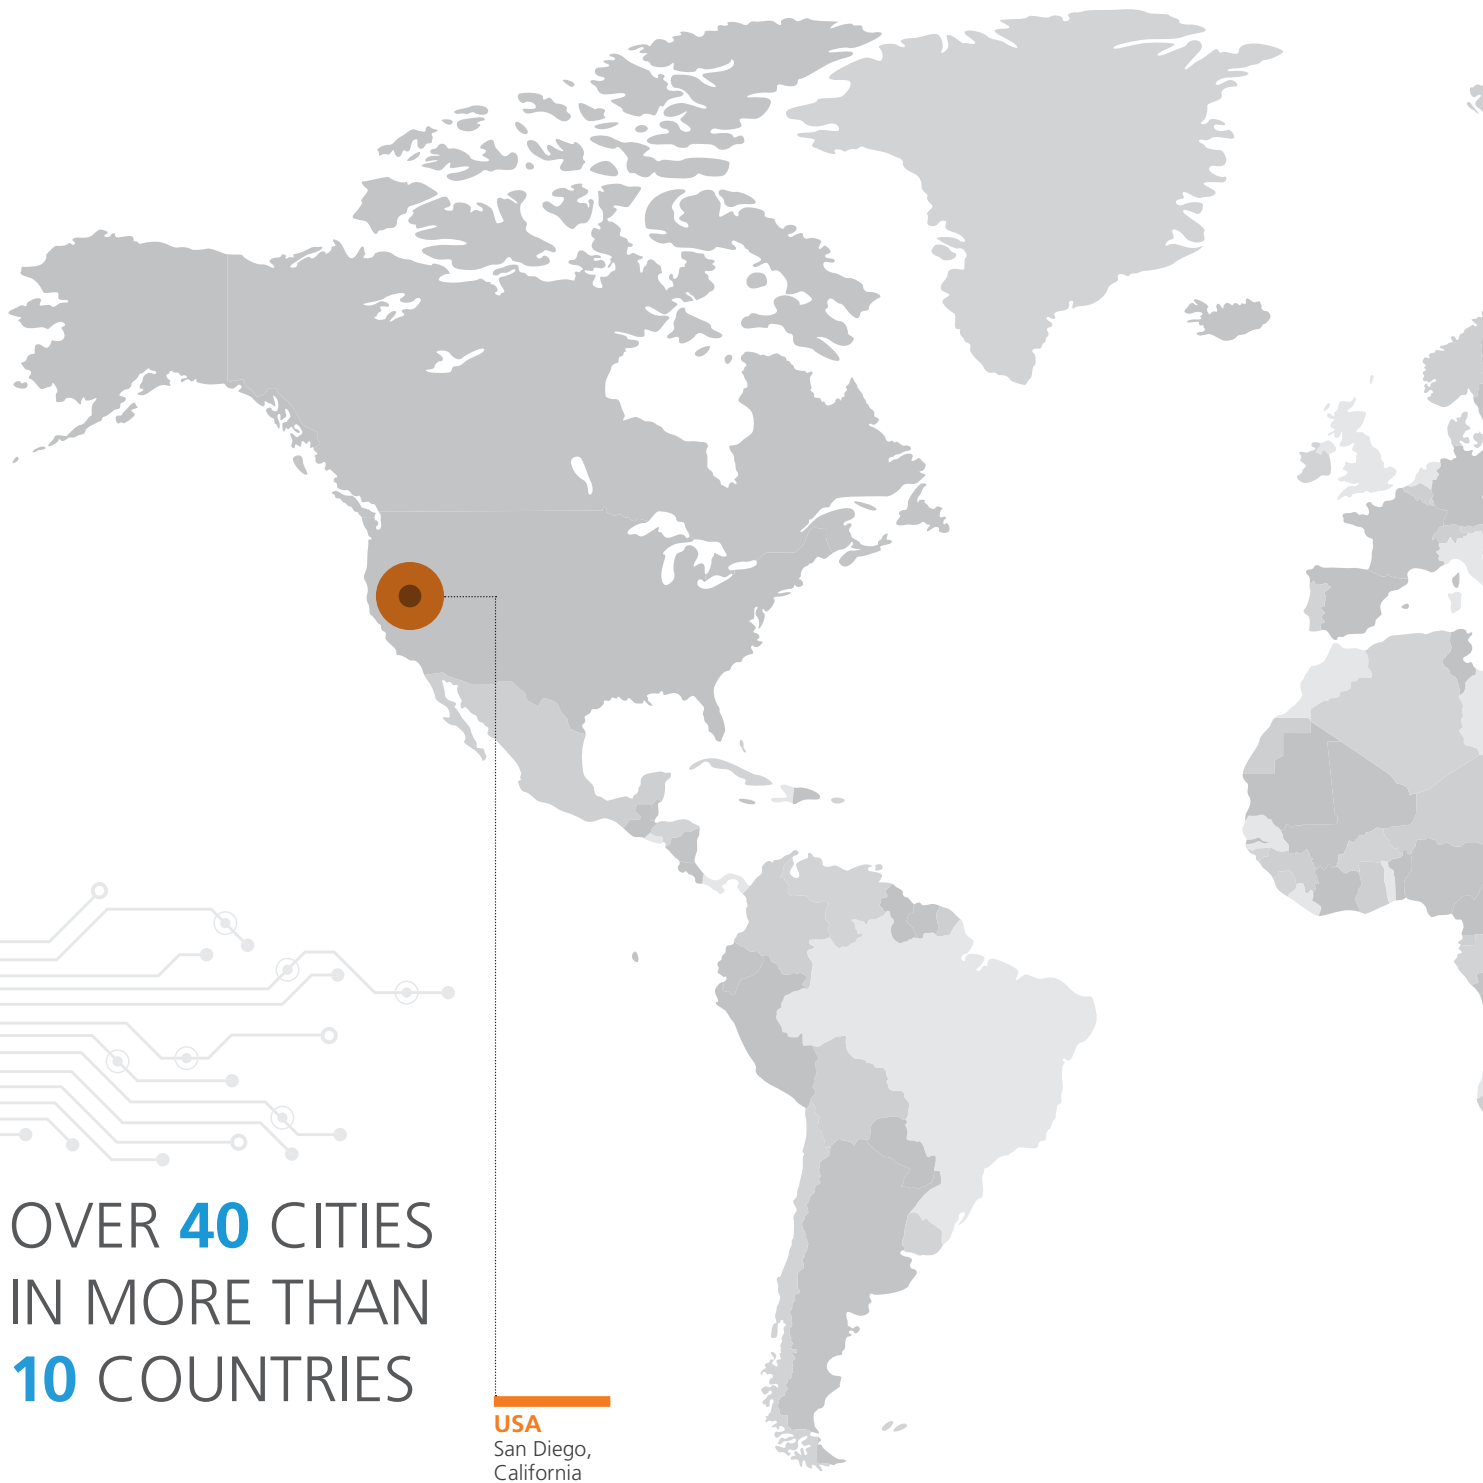 OVER 40 CITIES
IN MORE THAN
10 COUNTRIES
USA
San Diego,
California